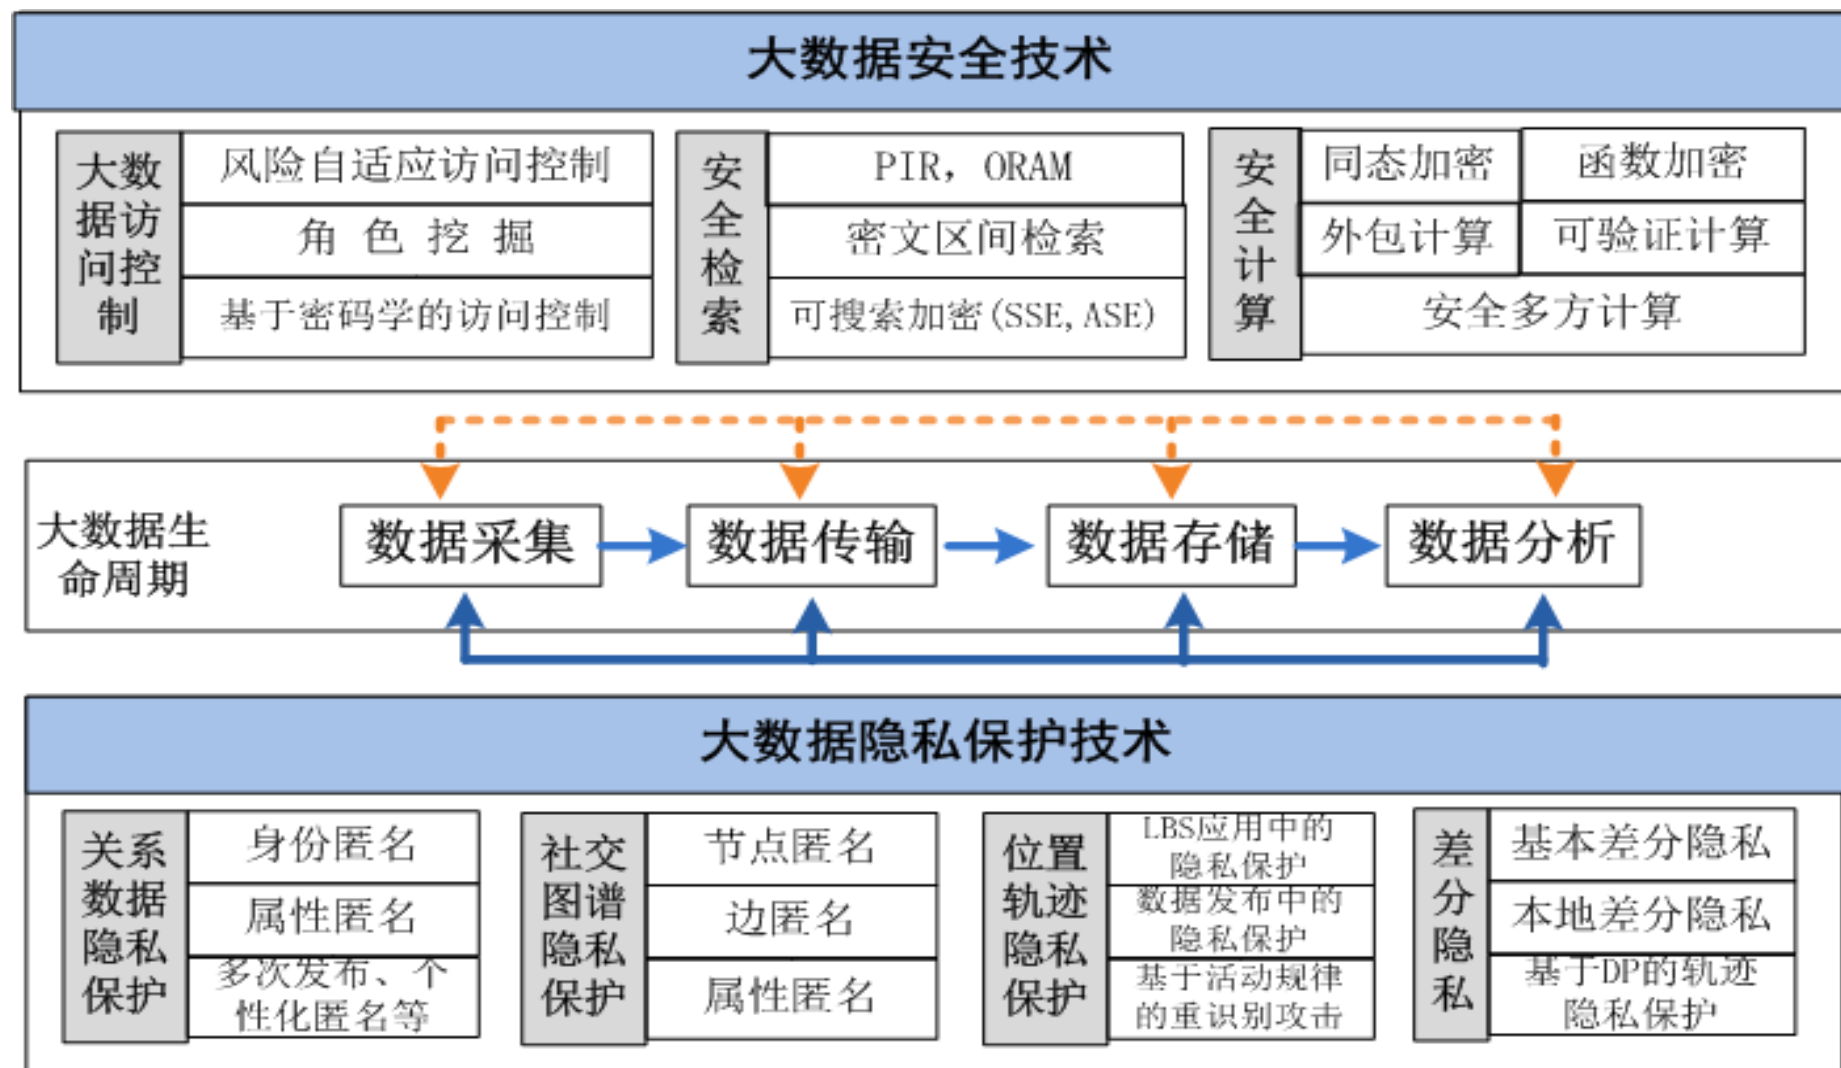 大数据安全技术
大数
据访
问控
制
风险自适应访问控制
角 色 挖 掘
基于密码学的访问控制
安
全
检
索
PIR，ORAM
密文区间检索
可搜索加密(SSE,ASE)
安
全
计
算
同态加密
函数加密
外包计算
可验证计算
安全多方计算
大数据生
命周期
数据采集
数据传输
数据存储
数据分析
大数据隐私保护技术
关系
数据
隐私
保护
身份匿名
属性匿名
多次发布、个
性化匿名等
社交
图谱
隐私
保护
节点匿名
边匿名
属性匿名
位置
轨迹
隐私
保护
LBS应用中的
隐私保护
数据发布中的
隐私保护
基于活动规律
的重识别攻击
差
分
隐
私
基本差分隐私
本地差分隐私
基于DP的轨迹
隐私保护